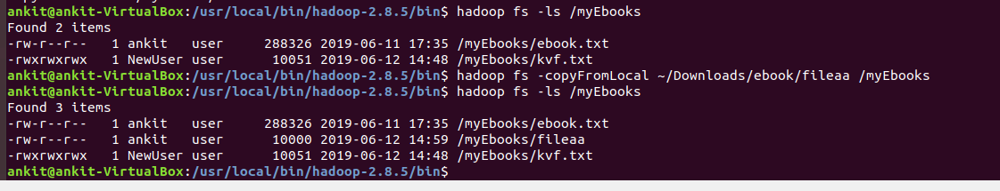 ankit@ankit-VirtualBox:/usr/local/bin/hadoop-2.8.5/bin$ hadoop fs -ls /myEbooks
Found 2 items
-rw-r--r--   1 ankit   user     288326 2019-06-11 17:35 /myEbooks/ebook.txt
-rwxrwxrwx   1 NewUser user      10051 2019-06-12 14:48 /myEbooks/kvf.txt
ankit@ankit-VirtualBox:/usr/local/bin/hadoop-2.8.5/bin$ hadoop fs -copyFromLocal ~/Downloads/ebook/fileaa /myEbooks
ankit@ankit-VirtualBox:/usr/local/bin/hadoop-2.8.5/bin$ hadoop fs -ls /myEbooks
Found 3 items
-rw-r--r--   1 ankit   user     288326 2019-06-11 17:35 /myEbooks/ebook.txt
-rw-r--r--   1 ankit   user      10000 2019-06-12 14:59 /myEbooks/fileaa
-rwxrwxrwx   1 NewUser user      10051 2019-06-12 14:48 /myEbooks/kvf.txt
ankit@ankit-VirtualBox:/usr/local/bin/hadoop-2.8.5/bin$